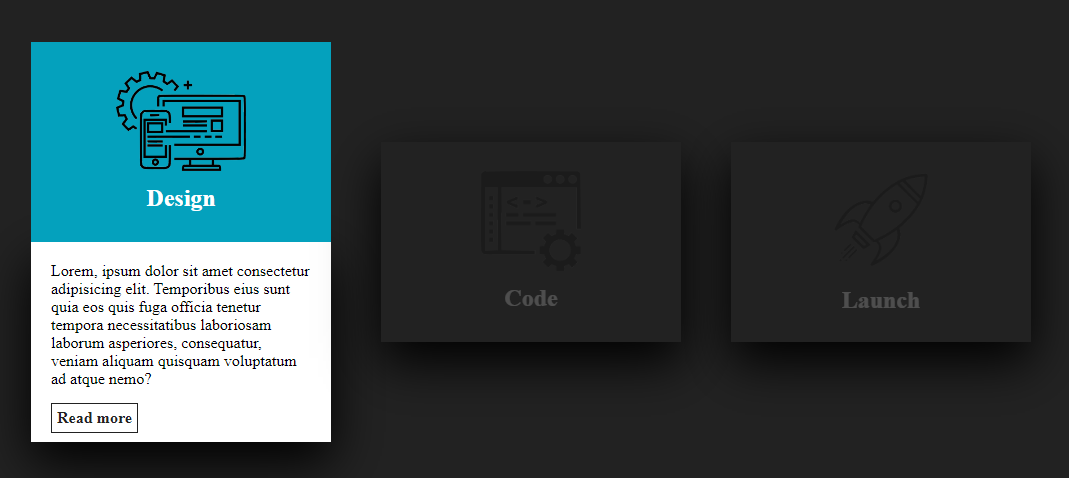 Design
Lorem, ipsum dolor sit amet consectetur
adipisicing elit. Temporibus eius sunt
quia eos quis fuga officia tenetur
tempora necessitatibus laboriosam
laborum asperiores, consequatur,
veniam aliquam quisquam voluptatum
ad atque nemo?
Read more
Code
Launch